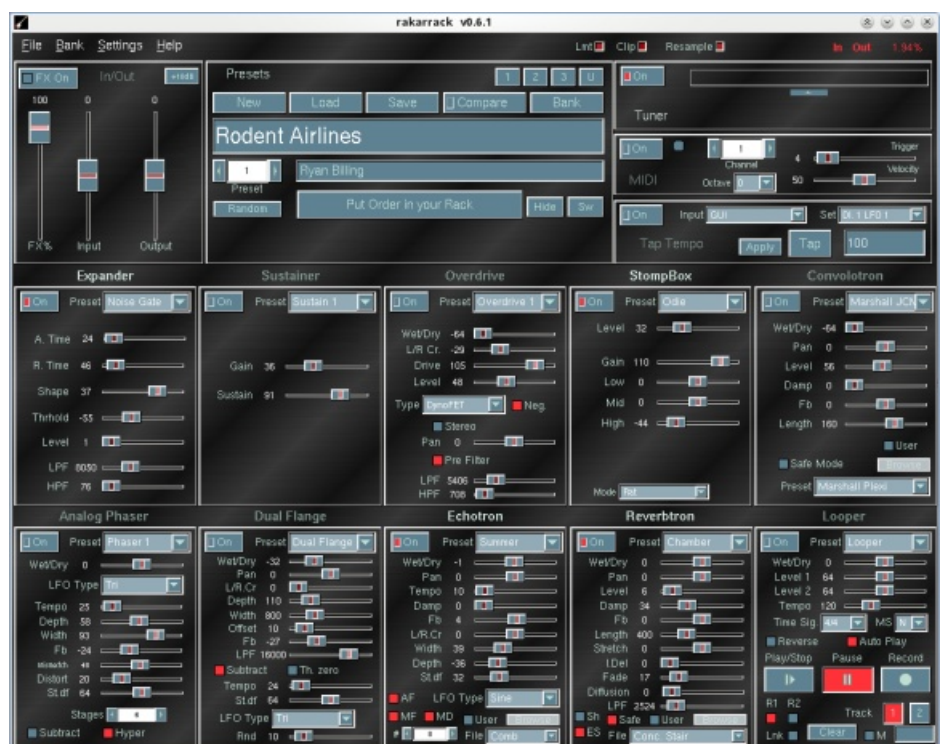 rakarrack v0.6.1
File Bank Settings Help
Lmt Clip Resample In Out 1.94%
FX On In/Out +10dB
100 0 0
FX% Input Output
Presets 1 2 3 U
New Load Save Compare Bank
Rodent Airlines
1 Ryan Billing
Preset
Random Put Order in your Rack Hide Sw
On
Tuner
On 1 Trigger
Channel 4
MIDI Octave 0 50 Velocity
On Input GUI Set
Tap Tempo Apply Tap 100
Expander
On Preset Noise Gate
A. Time 24
R. Time 46
Shape 37
Thrhold -55
Level 1
LPF 8050
HPF 76
Sustainer
On Preset Sustain 1
Gain 36
Sustain 91
Overdrive
On Preset Overdrive 1
Wet/Dry -64
L/R Cr. -29
Drive 105
Level 48
Type DynoFET Neg.
Stereo
Pan 0
Pre Filter
LPF 5406
HPF 708
StompBox
On Preset Odie
Level 32
Gain 110
Low 0
Mid 0
High -44
Mode Rat
Convolotron
On Preset Marshall JCM
Wet/Dry -64
Pan 0
Level 56
Damp 0
Fb 0
Length 160
User
Safe Mode Browse
Preset Marshall Plexi
Analog Phaser
On Preset Phaser 1
Wet/Dry 0
LFO Type Tri
Tempo 25
Depth 58
Width 93
Fb -24
Mismatch 48
Distort 20
St.df 64
Stages 4
Subtract Hyper
Dual Flange
On Preset Dual Flange
Wet/Dry -32
Pan 0
L/R.Cr 0
Depth 110
Width 800
Offset 10
Fb -27
LPF 16000
Subtract Th. zero
Tempo 24
St.df 64
LFO Type Tri
Rnd 10
Echotron
On Preset Summer
Wet/Dry -1
Pan 0
Tempo 10
Damp 0
Fb 4
L/R.Cr 0
Width 39
Depth -36
St.df 32
AF LFO Type Sine
MF MD User Browse
# 8 File Comb
Reverbtron
On Preset Chamber
Wet/Dry 0
Pan 0
Level 6
Damp 34
Fb 0
Length 400
Stretch 0
I.Del 0
Fade 17
Diffusion 0
LPF 2524
Sh Safe User Browse
ES File Conc. Stair
Looper
On Preset Looper
Wet/Dry 0
Level 1 64
Level 2 64
Tempo 120
Time Sig. 4/4 MS N
Reverse Auto Play
Play/Stop Pause Record
R1 R2
Track 1 2
Lnk Clear M